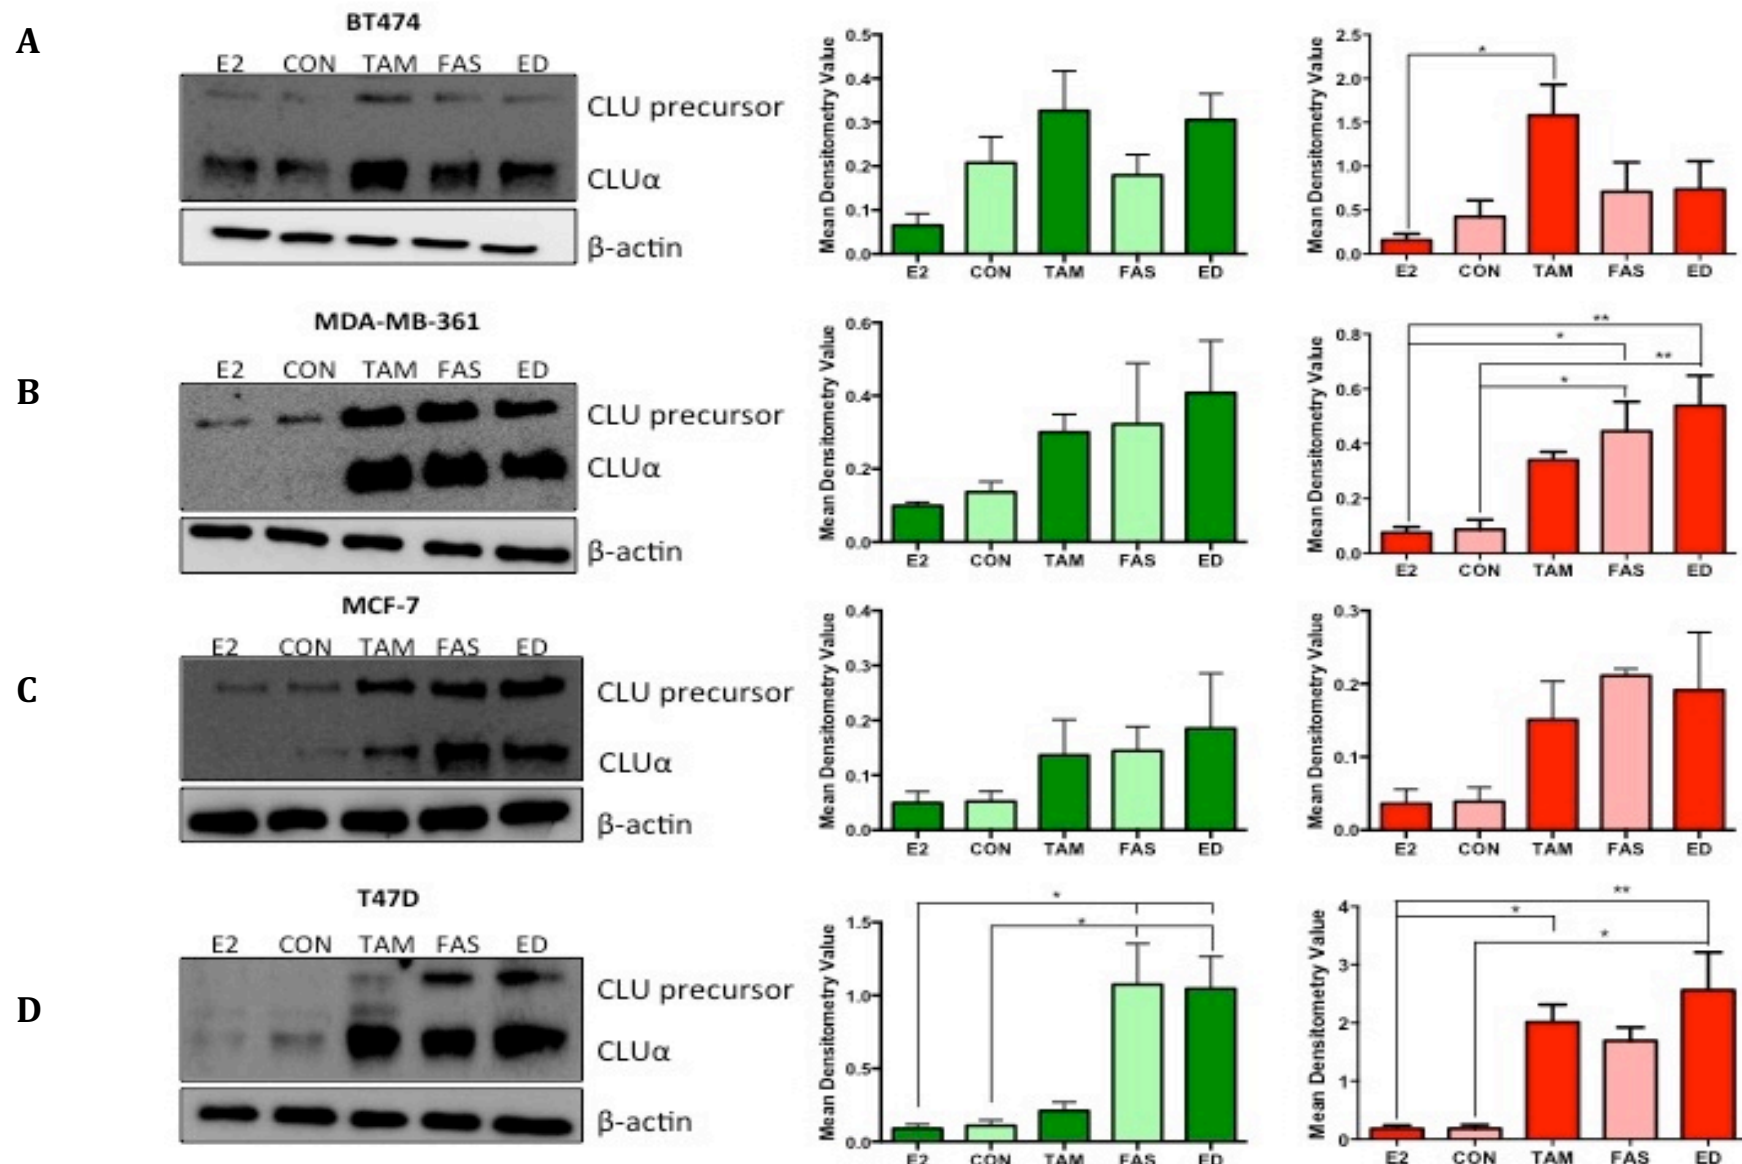 A
BT474
E2 CON TAM FAS ED
CLU precursor
CLUα
β-actin
Mean Densitometry Value
0.5
0.4
0.3
0.2
0.1
0.0
E2 CON TAM FAS ED
Mean Densitometry Value
2.5
2.0
1.5
1.0
0.5
0.0
*
E2 CON TAM FAS ED
B
MDA-MB-361
E2 CON TAM FAS ED
CLU precursor
CLUα
β-actin
Mean Densitometry Value
0.6
0.4
0.2
0.0
E2 CON TAM FAS ED
Mean Densitometry Value
0.8
0.6
0.4
0.2
0.0
**
*
**
*
E2 CON TAM FAS ED
C
MCF-7
E2 CON TAM FAS ED
CLU precursor
CLUα
β-actin
Mean Densitometry Value
0.4
0.3
0.2
0.1
0.0
E2 CON TAM FAS ED
Mean Densitometry Value
0.3
0.2
0.1
0.0
E2 CON TAM FAS ED
D
T47D
E2 CON TAM FAS ED
CLU precursor
CLUα
β-actin
Mean Densitometry Value
1.5
1.0
0.5
0.0
*
*
E2 CON TAM FAS ED
Mean Densitometry Value
4
3
2
1
0
**
*
*
E2 CON TAM FAS ED